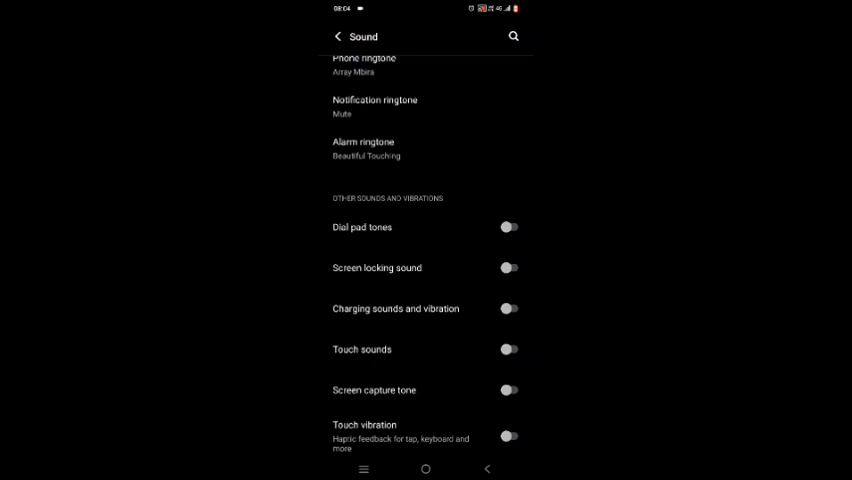 08:04
4G
Sound
Phone ringtone
Array Mbira
Notification ringtone
Mute
Alarm ringtone
Beautiful Touching
OTHER SOUNDS AND VIBRATIONS
Dial pad tones
Screen locking sound
Charging sounds and vibration
Touch sounds
Screen capture tone
Touch vibration
Haptic feedback for tap, keyboard and
more